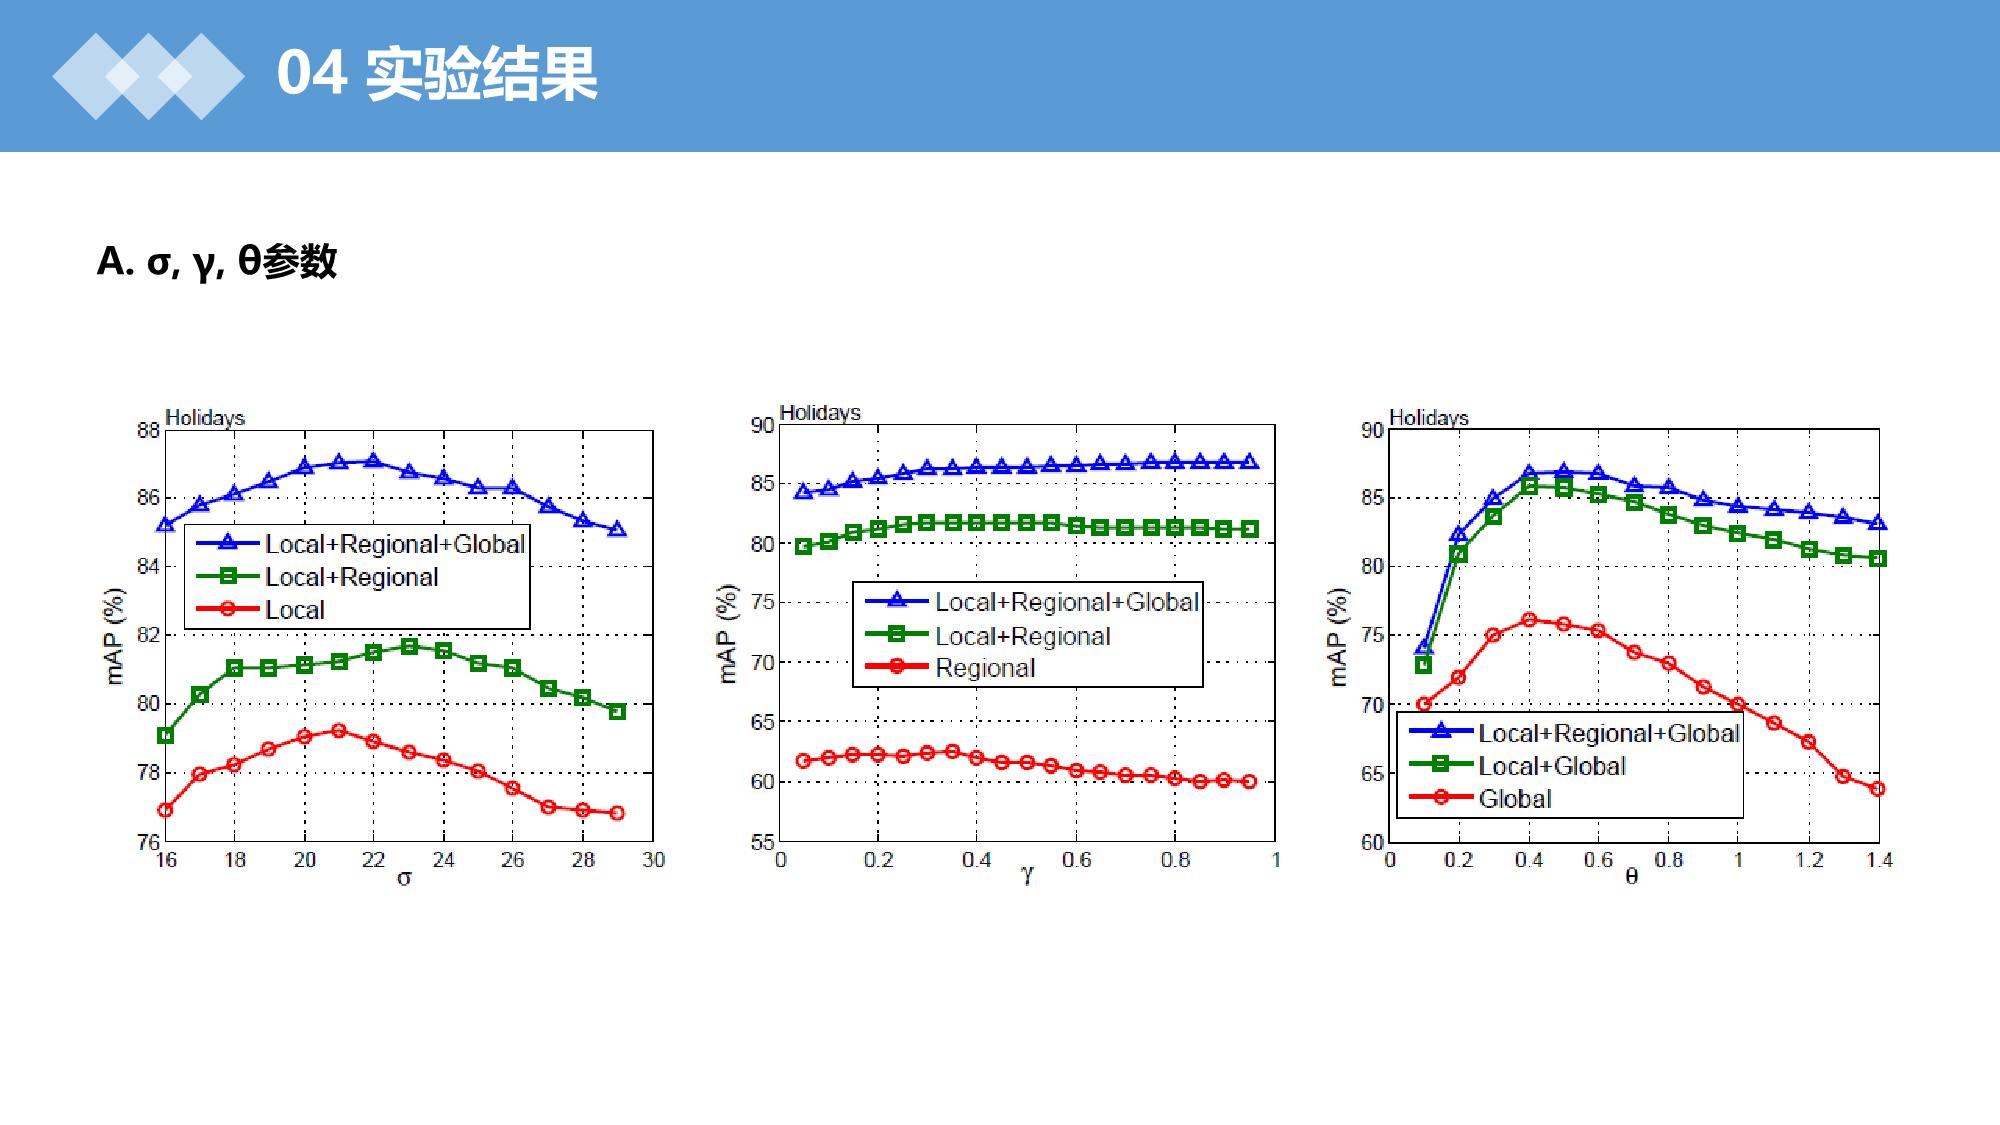 04 实验结果
A. σ, γ, θ参数
Holidays
88
86
84
82
80
78
76
mAP (%)
Local+Regional+Global
Local+Regional
Local
16 18 20 22 24 26 28 30
σ
Holidays
90
85
80
75
70
65
60
55
mAP (%)
Local+Regional+Global
Local+Regional
Regional
0 0.2 0.4 0.6 0.8 1
γ
Holidays
90
85
80
75
70
65
60
mAP (%)
Local+Regional+Global
Local+Global
Global
0 0.2 0.4 0.6 0.8 1 1.2 1.4
θ